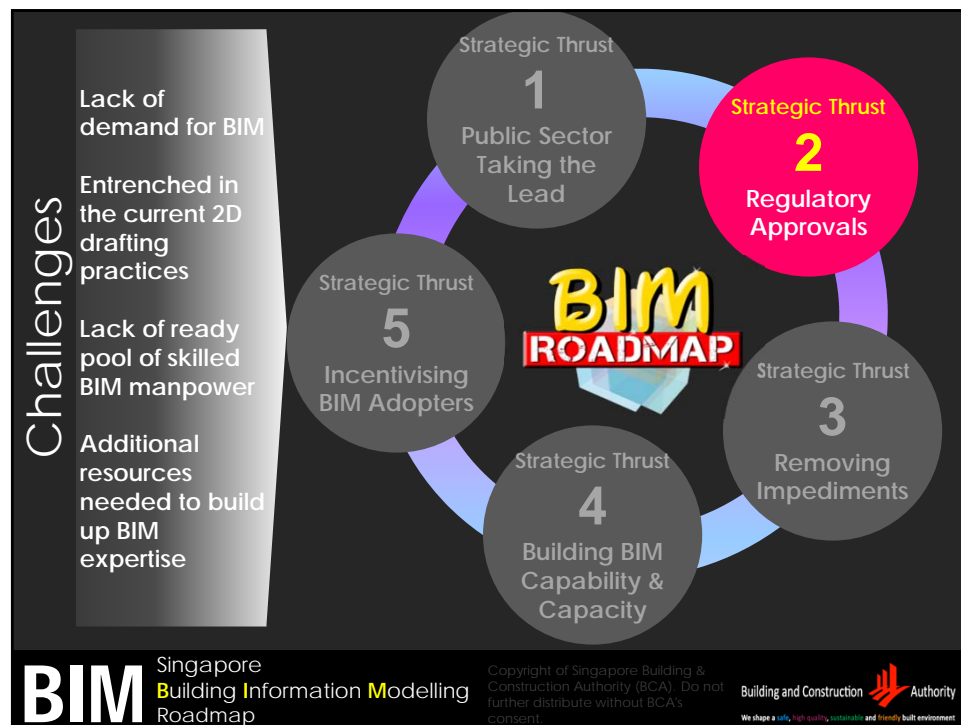 Challenges
Lack of
demand for BIM
Entrenched in
the current 2D
drafting
practices
Lack of ready
pool of skilled
BIM manpower
Additional
resources
needed to build
up BIM
expertise
Strategic Thrust
1
Public Sector
Taking the
Lead
Strategic Thrust
2
Regulatory
Approvals
Strategic Thrust
3
Removing
Impediments
Strategic Thrust
4
Building BIM
Capability &
Capacity
Strategic Thrust
5
Incentivising
BIM Adopters
BIM
ROADMAP
BIM
Singapore
Building Information Modelling
Roadmap
Copyright of Singapore Building &
Construction Authority (BCA). Do not
further distribute without BCA's
consent.
Building and Construction Authority
We shape a safe, high quality, sustainable and friendly built environment